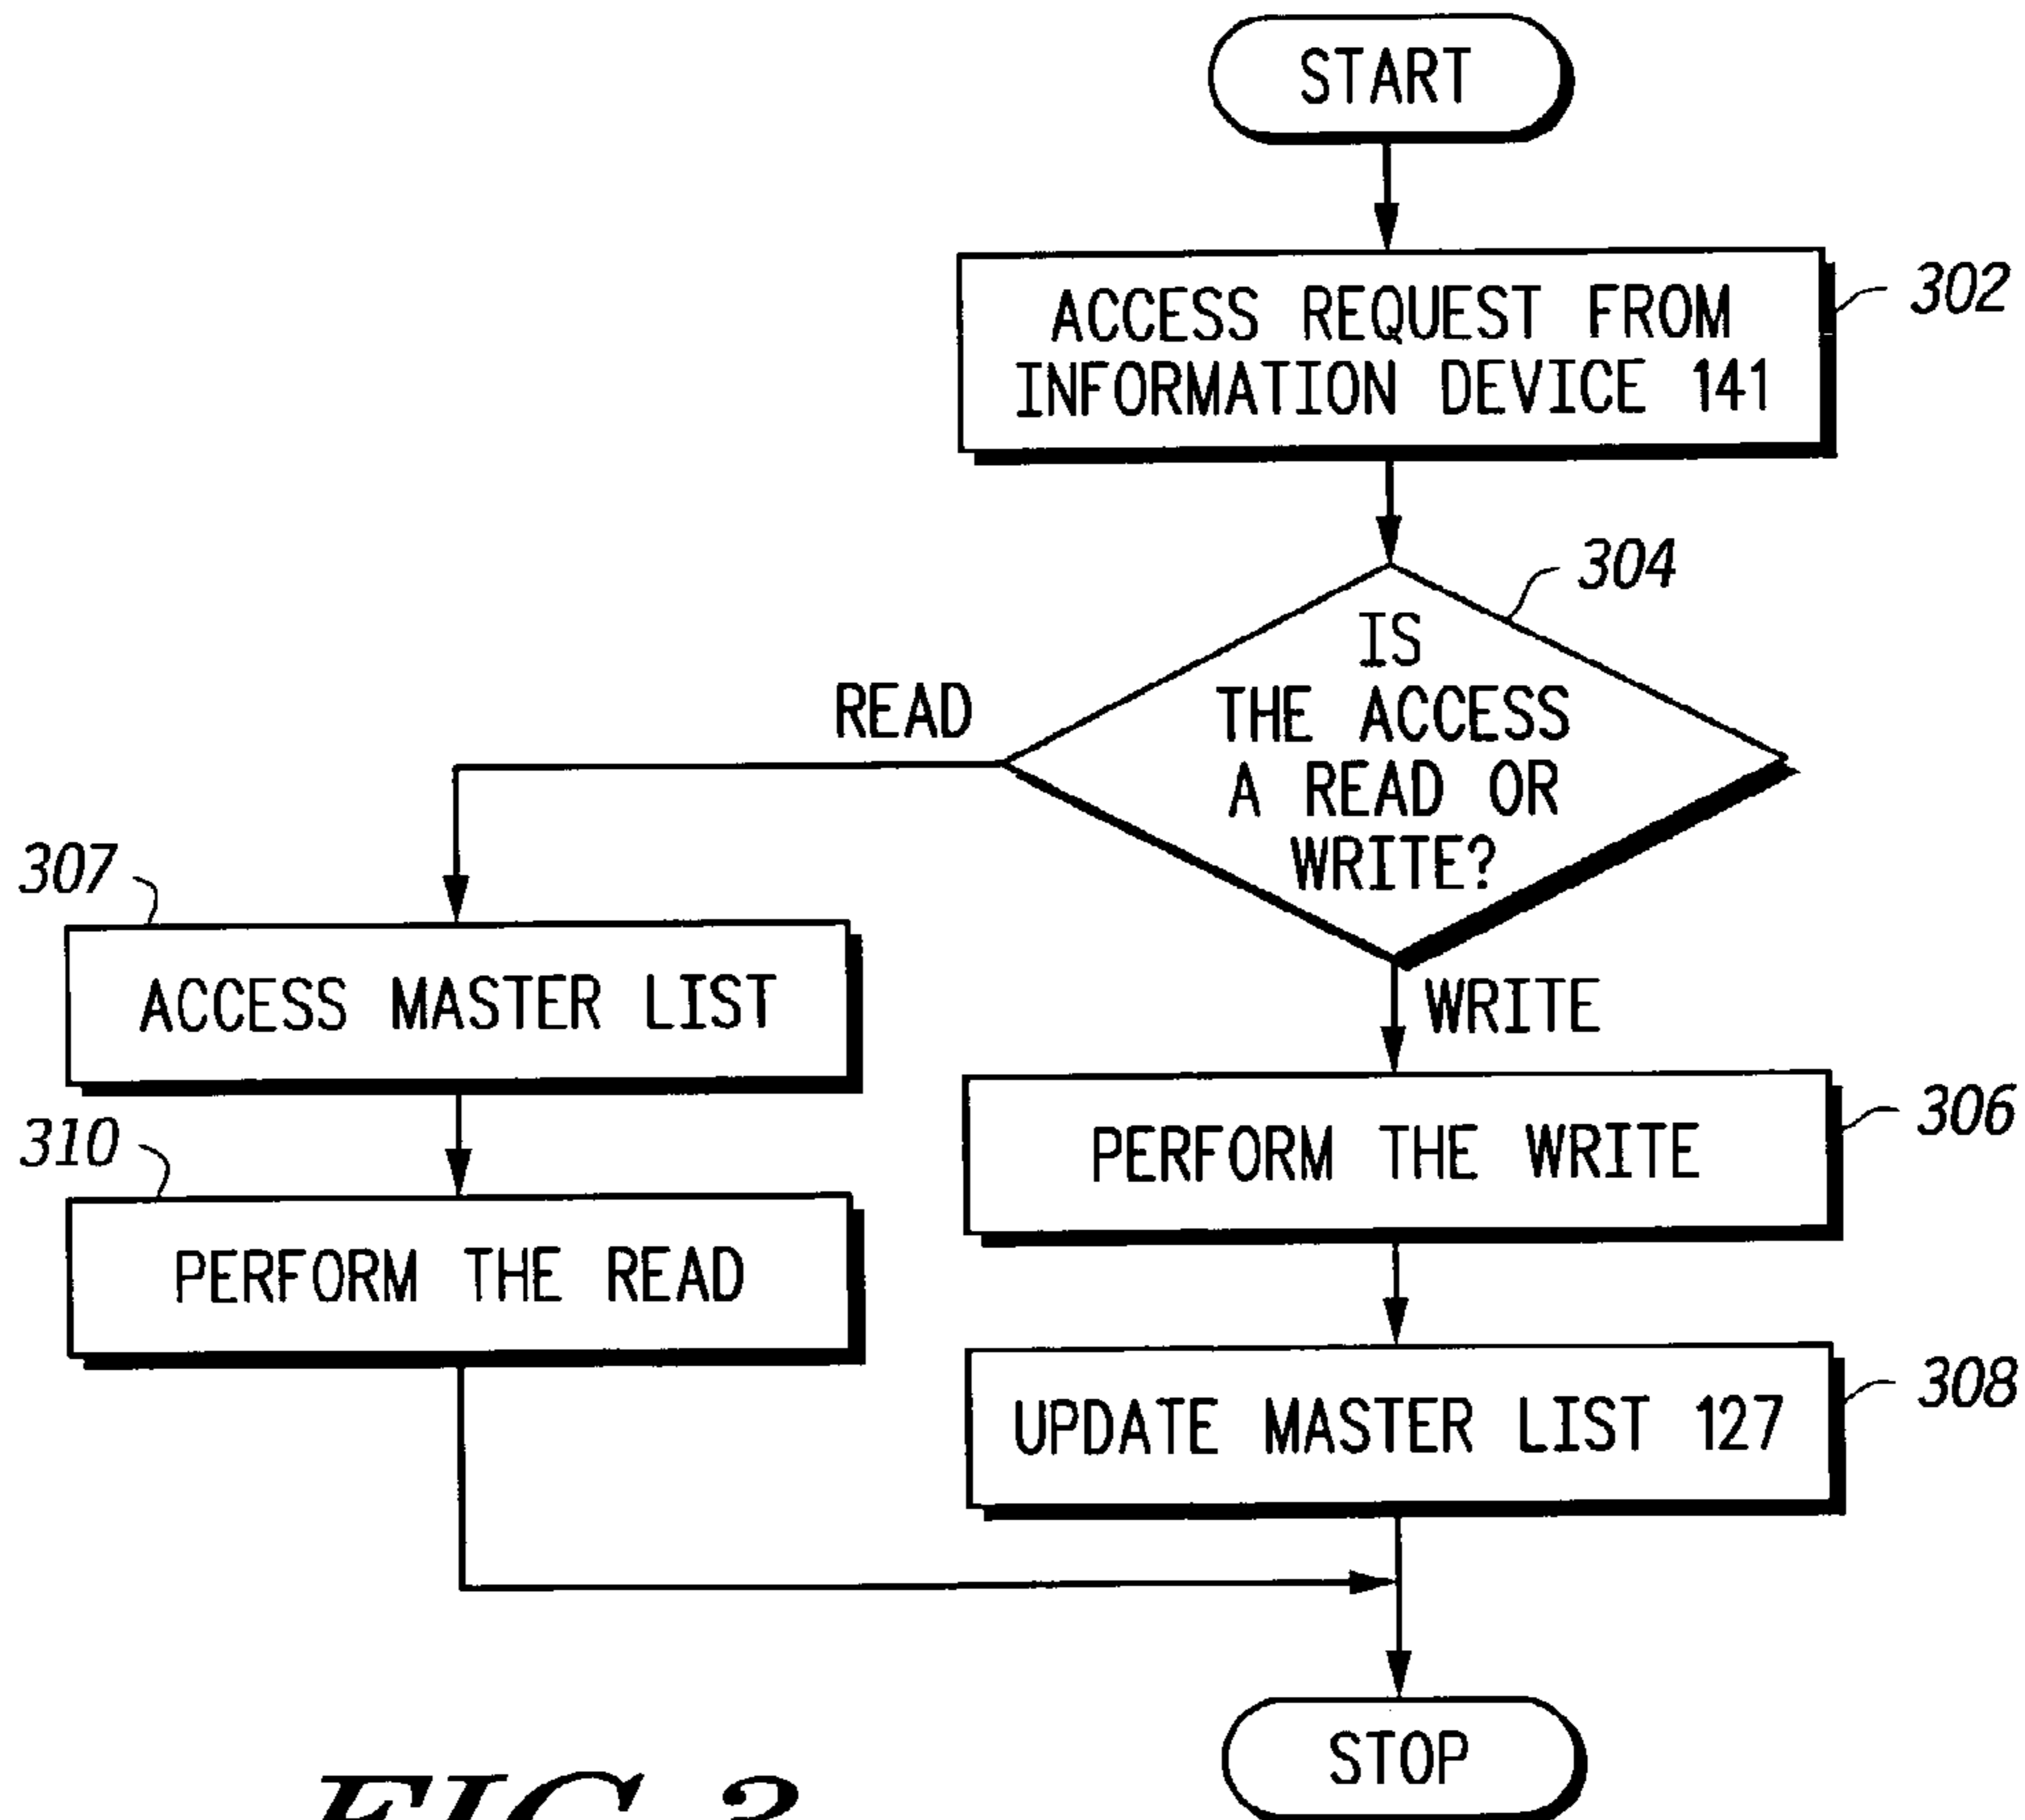 START
ACCESS REQUEST FROM
INFORMATION DEVICE 141
302
304
IS
THE ACCESS
A READ OR
WRITE?
READ
307
ACCESS MASTER LIST
WRITE
310
PERFORM THE READ
PERFORM THE WRITE
306
UPDATE MASTER LIST 127
308
STOP